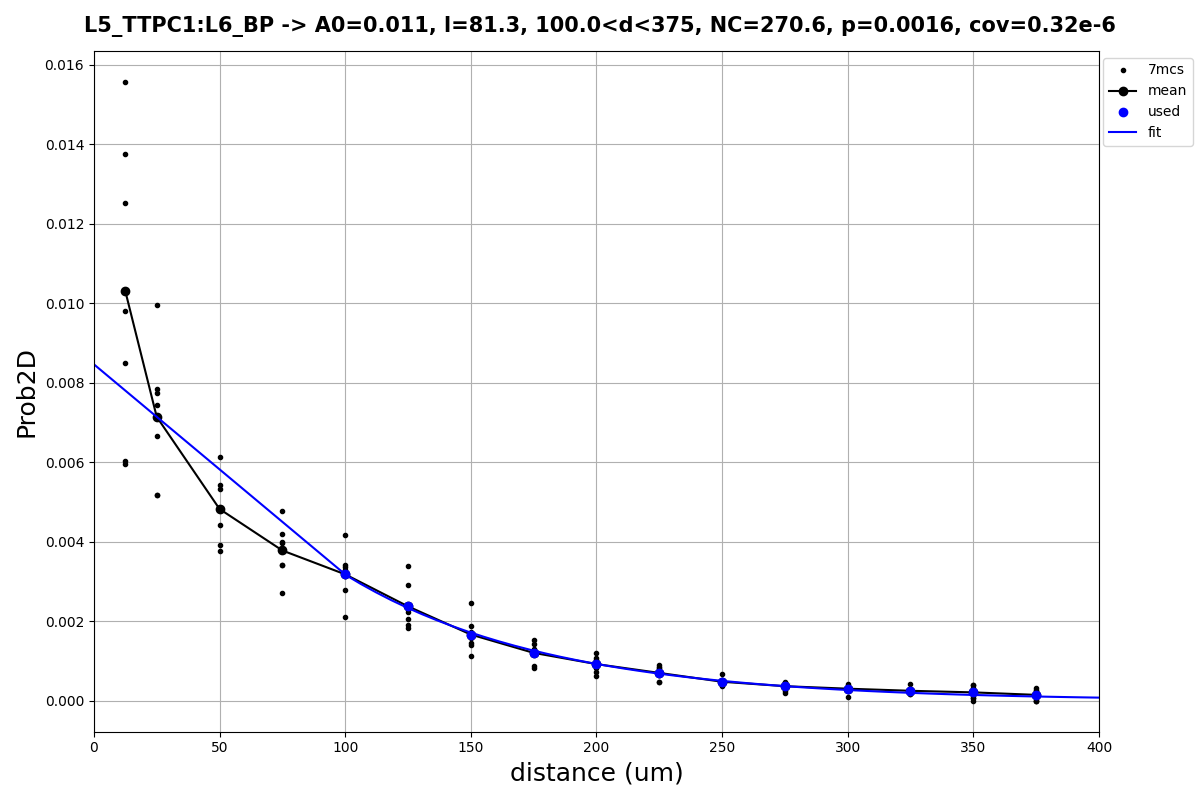 L5_TTPC1:L6_BP -> A0=0.011, l=81.3, 100.0<d<375, NC=270.6, p=0.0016, cov=0.32e-6
0.016
0.014
0.012
0.010
0.008
0.006
0.004
0.002
0.000
Prob2D
0 50 100 150 200 250 300 350 400
distance (um)
7mcs
mean
used
fit